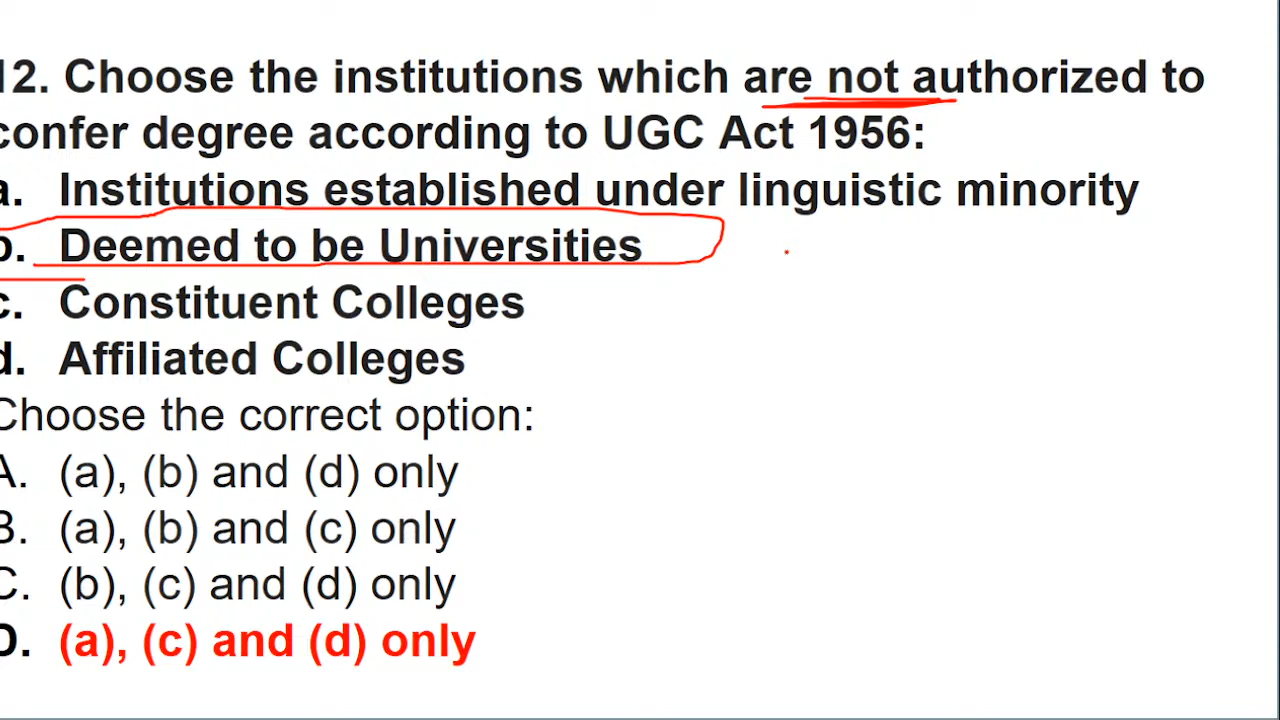 12. Choose the institutions which are not authorized to
confer degree according to UGC Act 1956:
a. Institutions established under linguistic minority
b. Deemed to be Universities
c. Constituent Colleges
d. Affiliated Colleges
Choose the correct option:
A. (a), (b) and (d) only
B. (a), (b) and (c) only
C. (b), (c) and (d) only
D. (a), (c) and (d) only